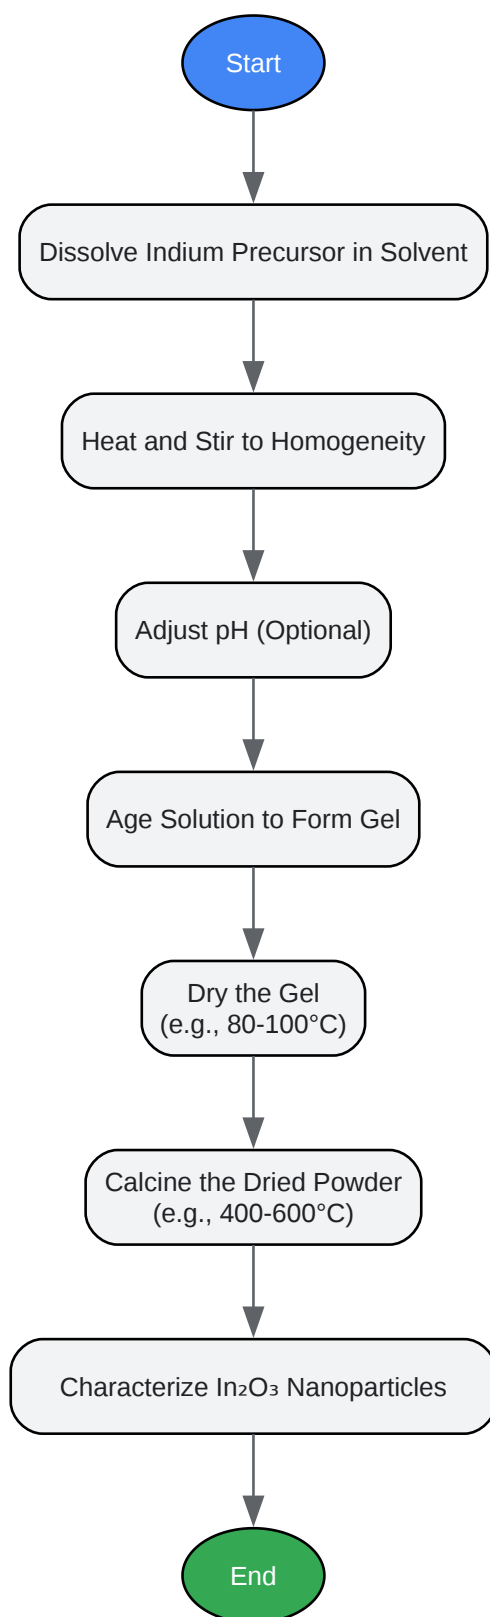 Start
Dissolve Indium Precursor in Solvent
Heat and Stir to Homogeneity
Adjust pH (Optional)
Age Solution to Form Gel
Dry the Gel
(e.g., 80-100°C)
Calcine the Dried Powder
(e.g., 400-600°C)
Characterize In₂O₃ Nanoparticles
End